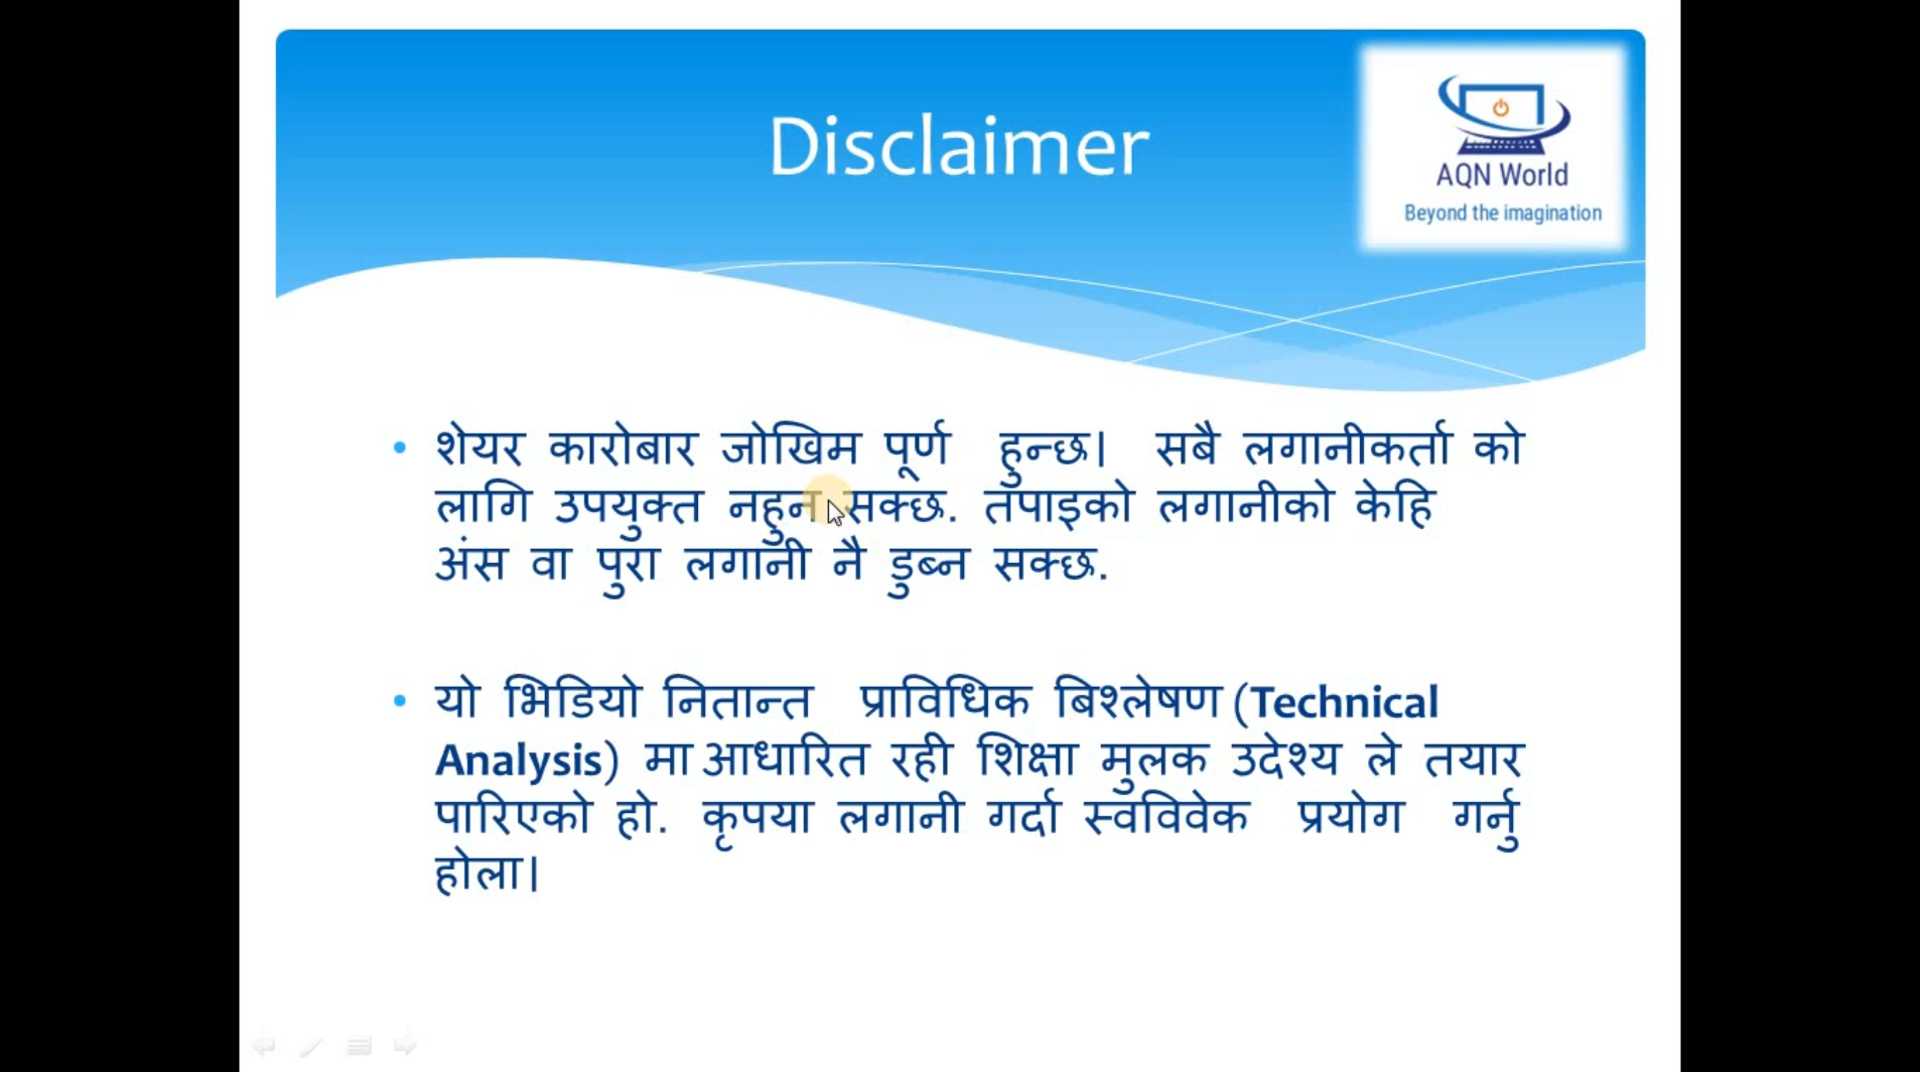 Disclaimer
AQN World
Beyond the imagination
• शेयर कारोबार जोखिम पूर्ण हुन्छ। सबै लगानीकर्ता को
लागि उपयुक्त नहुन सक्छ. तपाइको लगानीको केहि
अंस वा पुरा लगानी नै डुब्न सक्छ.
• यो भिडियो नितान्त प्राविधिक बिश्लेषण (Technical
Analysis) मा आधारित रही शिक्षा मुलक उदेश्य ले तयार
पारिएको हो. कृपया लगानी गर्दा स्वविवेक प्रयोग गर्नु
होला।